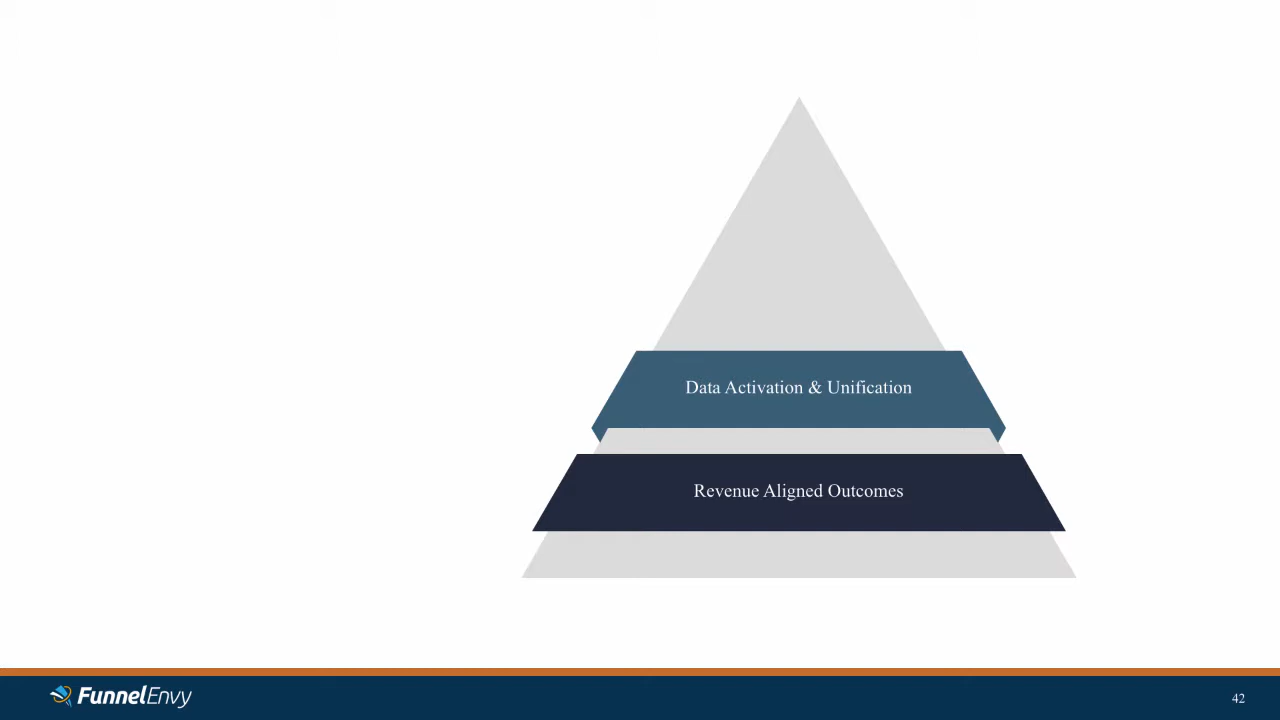 Data Activation & Unification
Revenue Aligned Outcomes
FunnelEnvy
42